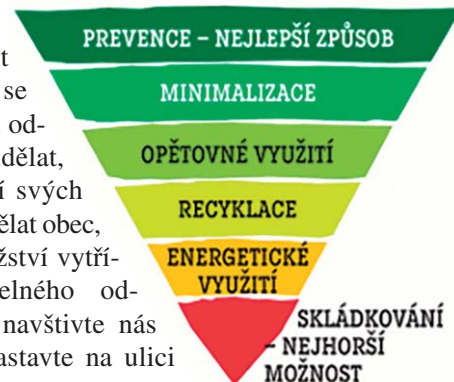 t
se
od-
dělat,
í svých
ělat obec,
žství vytří-
elného od-
navštivte nás
astavte na ulici
PREVENCE – NEJLEPŠÍ ZPŮSOB
MINIMALIZACE
OPĚTOVNÉ VYUŽITÍ
RECYKLACE
ENERGETICKÉ
VYUŽITÍ
SKLÁDKOVÁNÍ
– NEJHORŠÍ
MOŽNOST